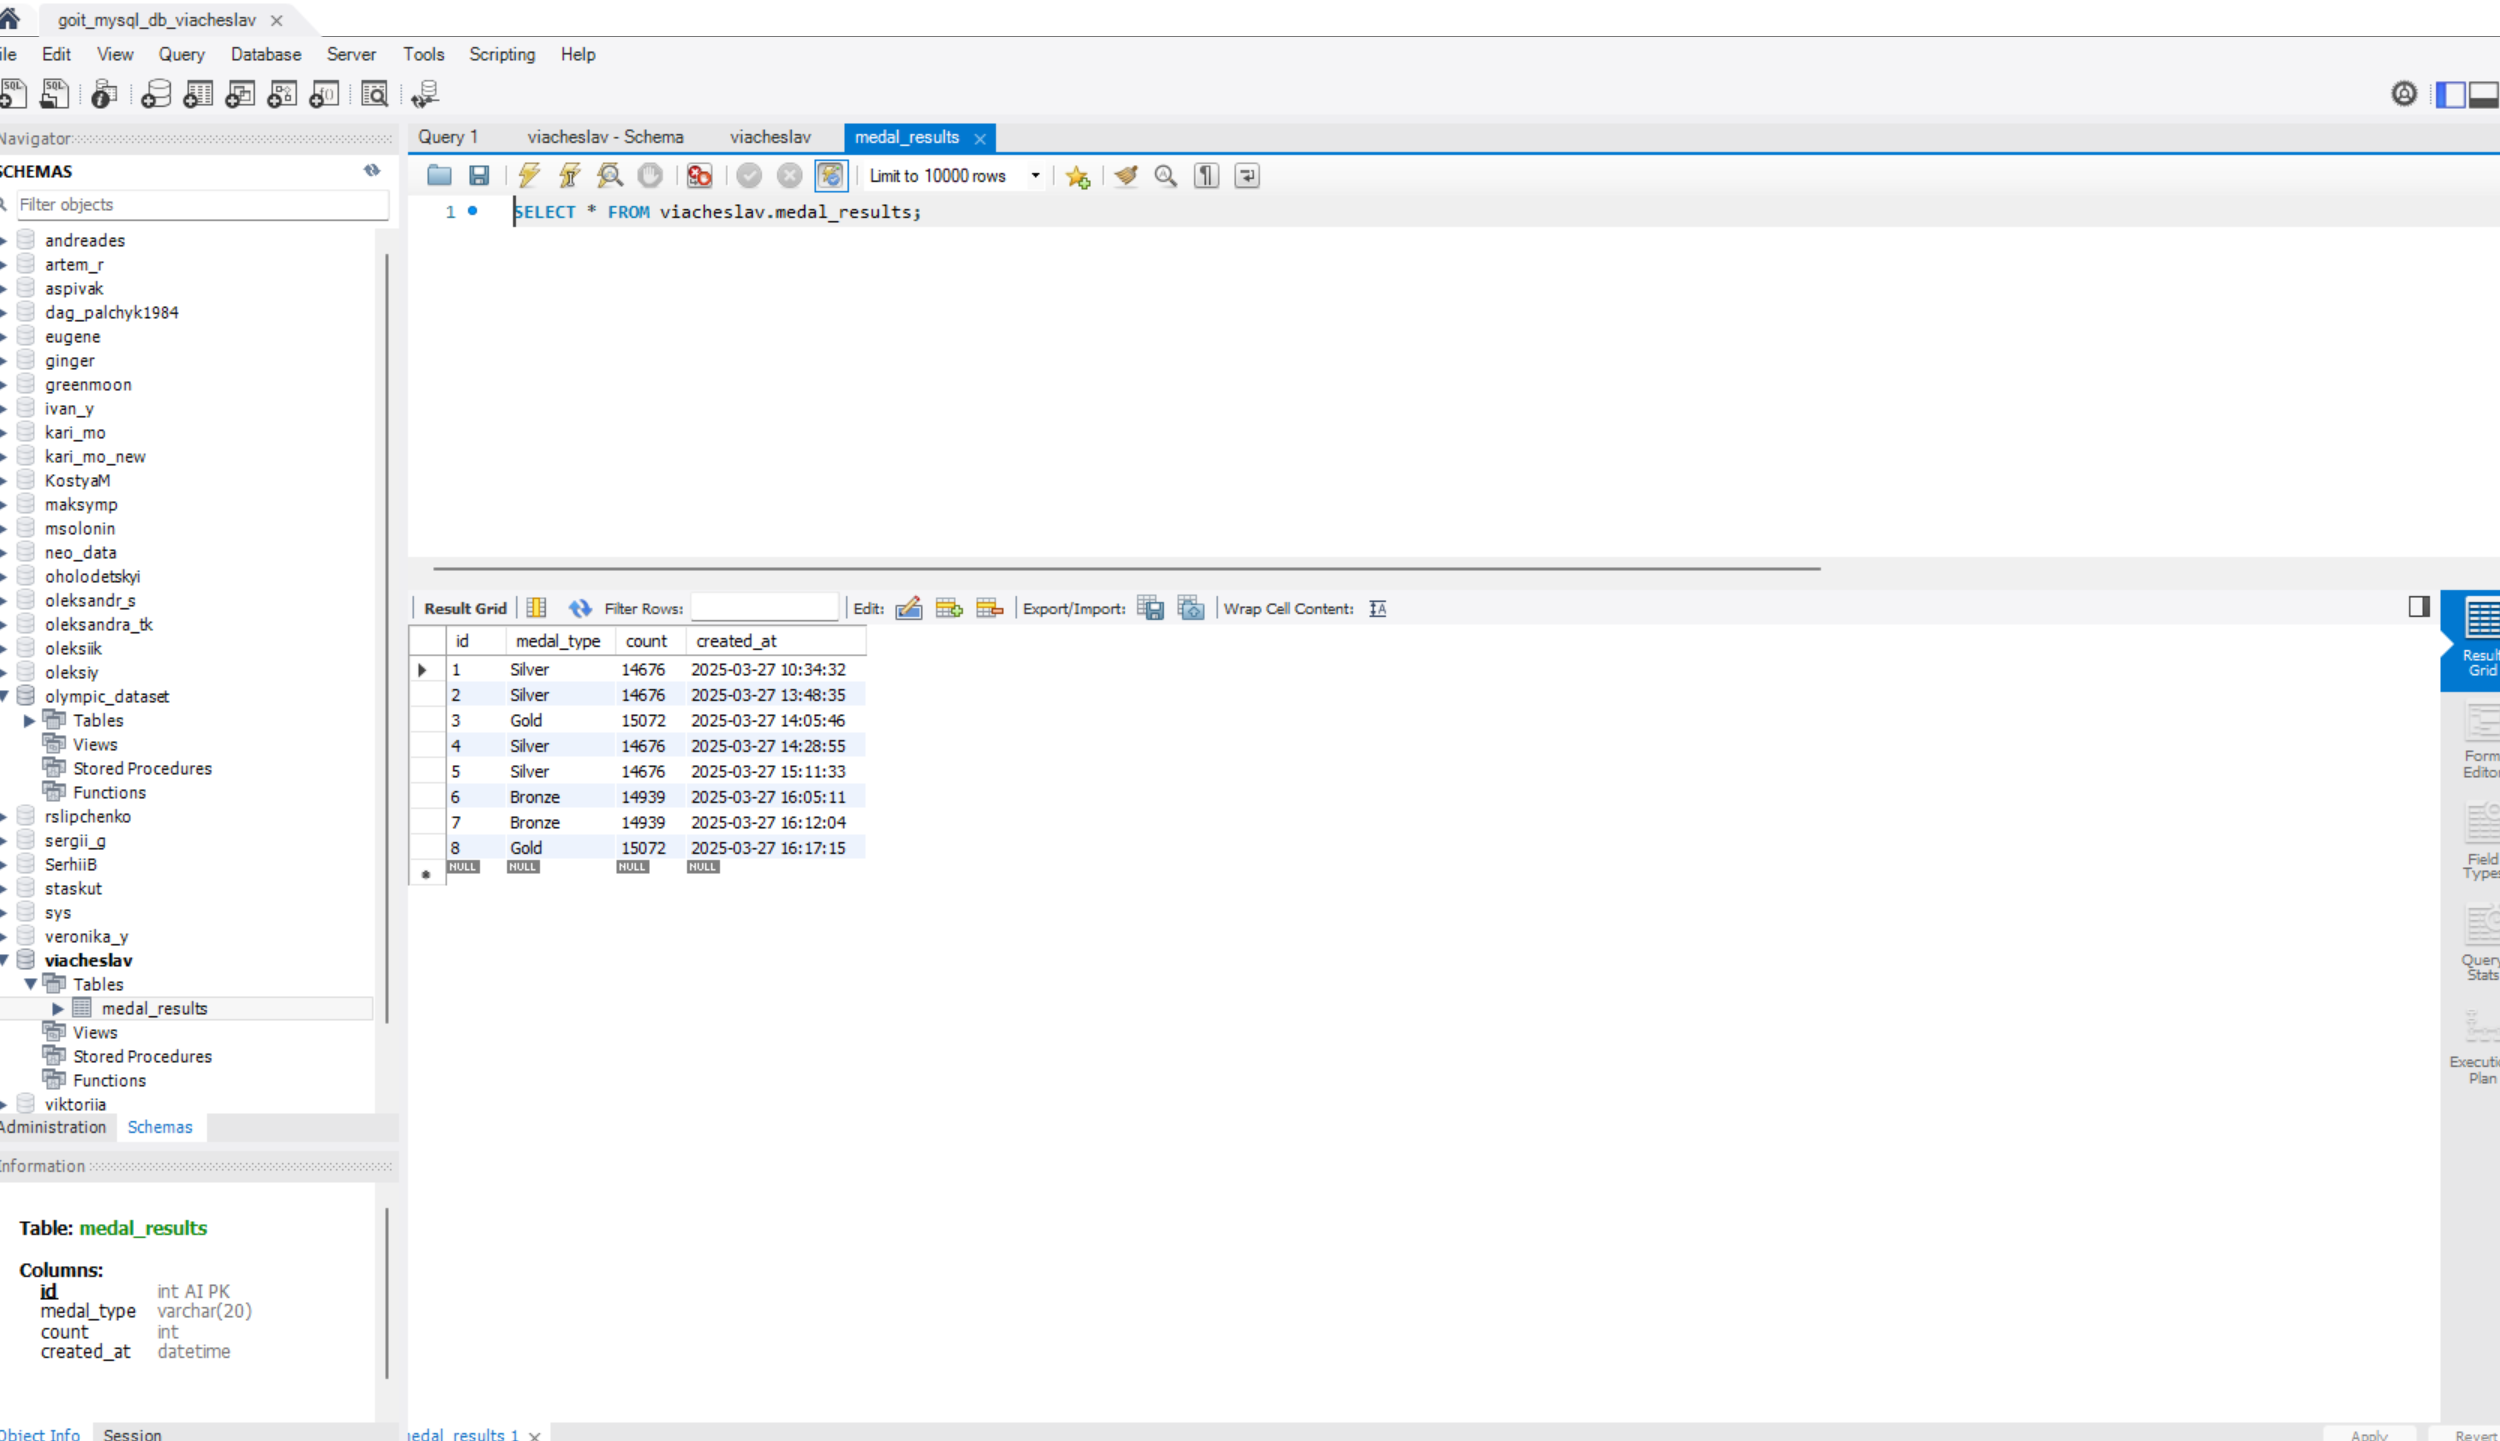 goit_mysql_db_viacheslav
ile Edit View Query Database Server Tools Scripting Help
Navigator
SCHEMAS
Filter objects
andreades
artem_r
aspivak
dag_palchyk1984
eugene
ginger
greenmoon
ivan_y
kari_mo
kari_mo_new
KostyaM
maksymp
msolonin
neo_data
oholodetskyi
oleksandr_s
oleksandra_tk
oleksiik
oleksiy
olympic_dataset
Tables
Views
Stored Procedures
Functions
rslipchenko
sergii_g
SerhiiB
staskut
sys
veronika_y
viacheslav
Tables
medal_results
Views
Stored Procedures
Functions
viktoriia
Administration Schemas
Information
Table: medal_results
Columns:
id int AI PK
medal_type varchar(20)
count int
created_at datetime
Object Info Session
Query 1 viacheslav - Schema viacheslav medal_results
Limit to 10000 rows
1 SELECT * FROM viacheslav.medal_results;
Result Grid Filter Rows: Edit: Export/Import: Wrap Cell Content:
id medal_type count created_at
1 Silver 14676 2025-03-27 10:34:32
2 Silver 14676 2025-03-27 13:48:35
3 Gold 15072 2025-03-27 14:05:46
4 Silver 14676 2025-03-27 14:28:55
5 Silver 14676 2025-03-27 15:11:33
6 Bronze 14939 2025-03-27 16:05:11
7 Bronze 14939 2025-03-27 16:12:04
8 Gold 15072 2025-03-27 16:17:15
NULL NULL NULL NULL
Result
Grid
Form
Editor
Field
Types
Query
Stats
Executi
Plan
medal_results 1
Apply Revert